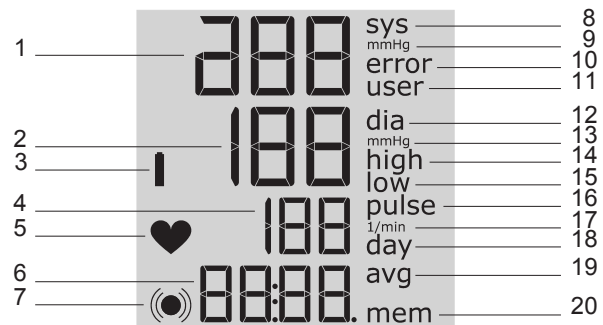 1 288
sys 8
mmHg 9
error 10
user 11
2 188
3
dia 12
mmHg 13
high 14
low 15
4 188
5
pulse 16
1/min 17
day 18
6 88:88.
7
avg 19
mem 20